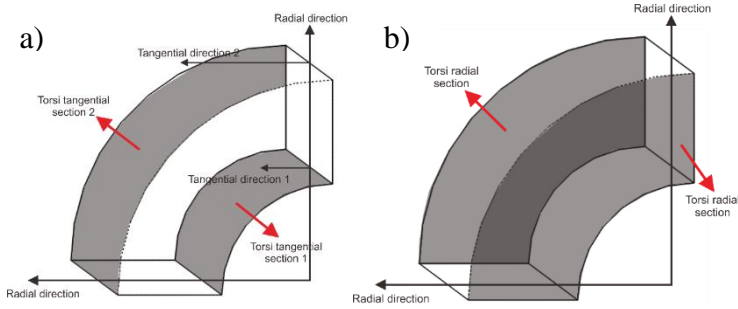 a)
Radial direction
Tangential direction 2
Torsi tangential
section 2
Tangential direction 1
Torsi tangential
section 1
Radial direction
b)
Radial direction
Torsi radial
section
Torsi radial
section
Radial direction